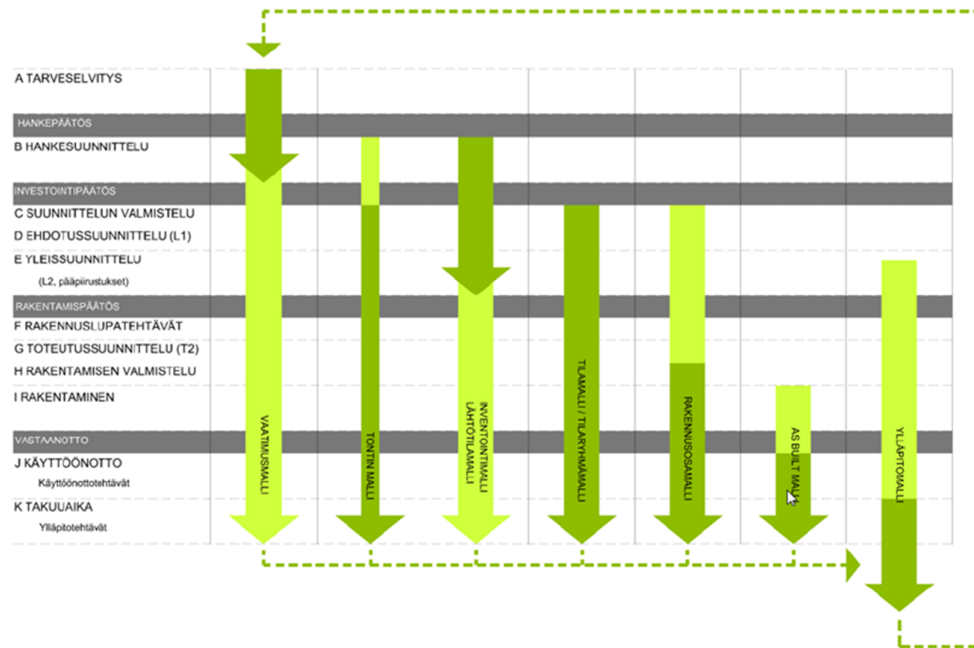 A TARVESELVITYS
HANKEPÄÄTÖS
B HANKESUUNNITTELU
INVESTOINTIPÄÄTÖS
C SUUNNITTELUN VALMISTELU
D EHDOTUSSUUNNITTELU (L1)
E YLEISSUUNNITTELU
(L2, pääpiirustukset)
RAKENTAMISPÄÄTÖS
F RAKENNUSLUPATEHTÄVÄT
G TOTEUTUSSUUNNITTELU (T2)
H RAKENTAMISEN VALMISTELU
I RAKENTAMINEN
VASTAANOTTO
J KÄYTTÖÖNOTTO
Käyttöönottotehtävät
K TAKUUAIKA
Ylläpitotehtävät
VAATIMUSMALLI
TONTIN MALLI
INVENTOINTIMALLI
LÄHTÖTILAMALLI
TILAMALLI / TILARYHMÄMALLI
RAKENNUSOSAMALLI
AS BUILT MALLI
YLLÄPITOMALLI